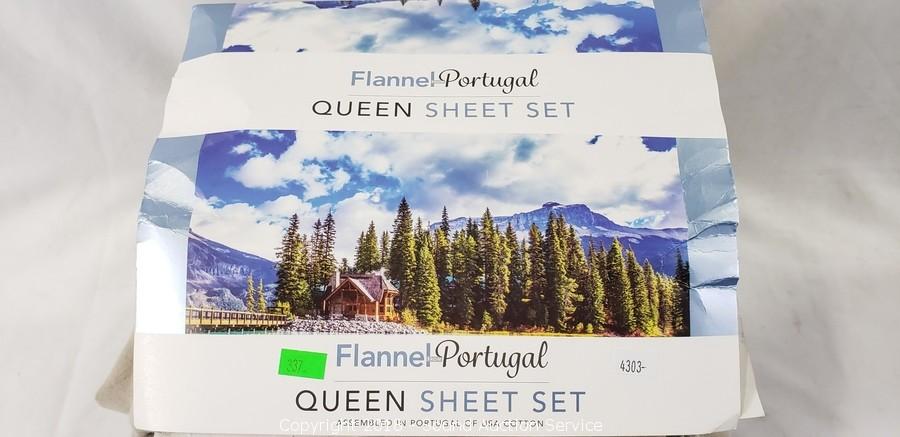 Flannel Portugal
QUEEN SHEET SET
337
Flannel Portugal
4303-
QUEEN SHEET SET
ASSEMBLED IN PORTUGAL OF USA COTTON